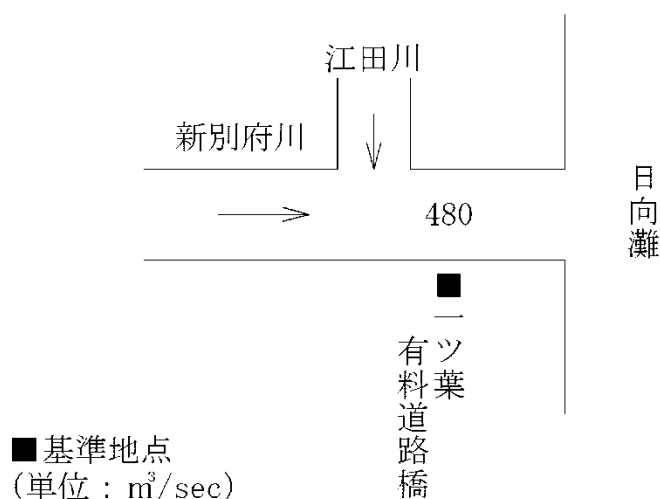 江田川
新別府川
480
日向灘
■一ツ葉
有料道路橋
■基準地点
(単位：m³/sec)